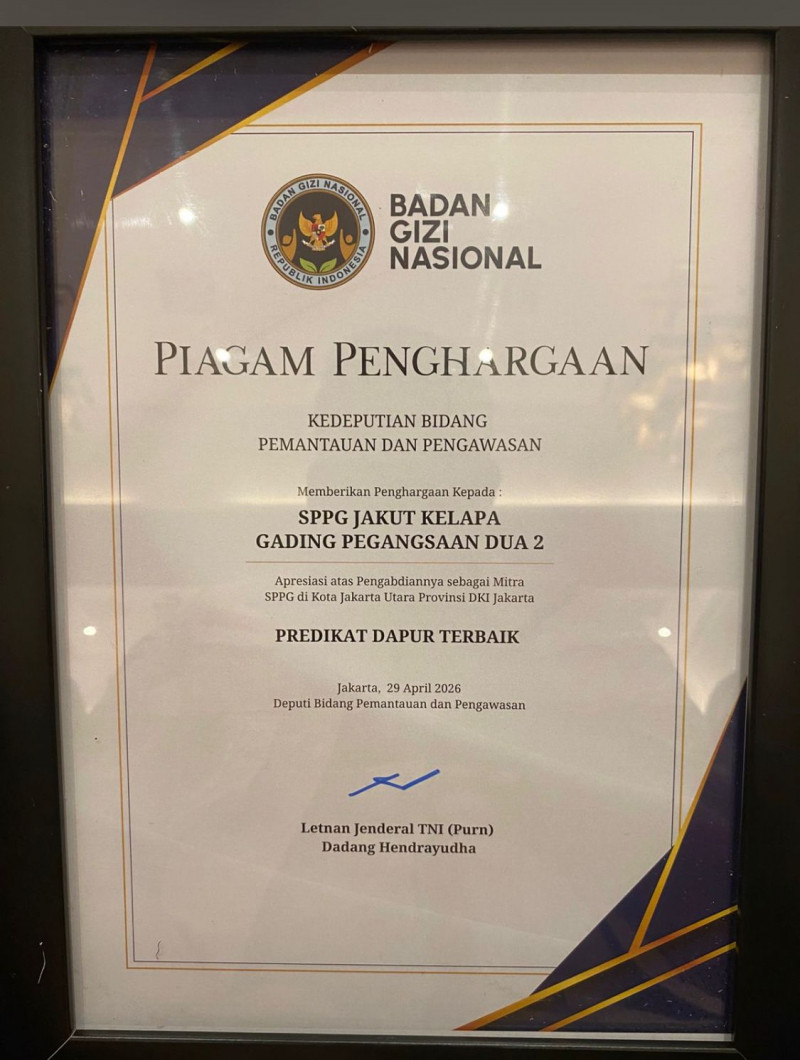 BADAN GIZI NASIONAL
REPUBLIK INDONESIA
BADAN
GIZI
NASIONAL
PIAGAM PENGHARGAAN
KEDEPUTIAN BIDANG
PEMANTAUAN DAN PENGAWASAN
Memberikan Penghargaan Kepada :
SPPG JAKUT KELAPA
GADING PEGANGSAAN DUA 2
Apresiasi atas Pengabdiannya sebagai Mitra
SPPG di Kota Jakarta Utara Provinsi DKI Jakarta
PREDIKAT DAPUR TERBAIK
Jakarta, 29 April 2026
Deputi Bidang Pemantauan dan Pengawasan
Letnan Jenderal TNI (Purn)
Dadang Hendrayudha